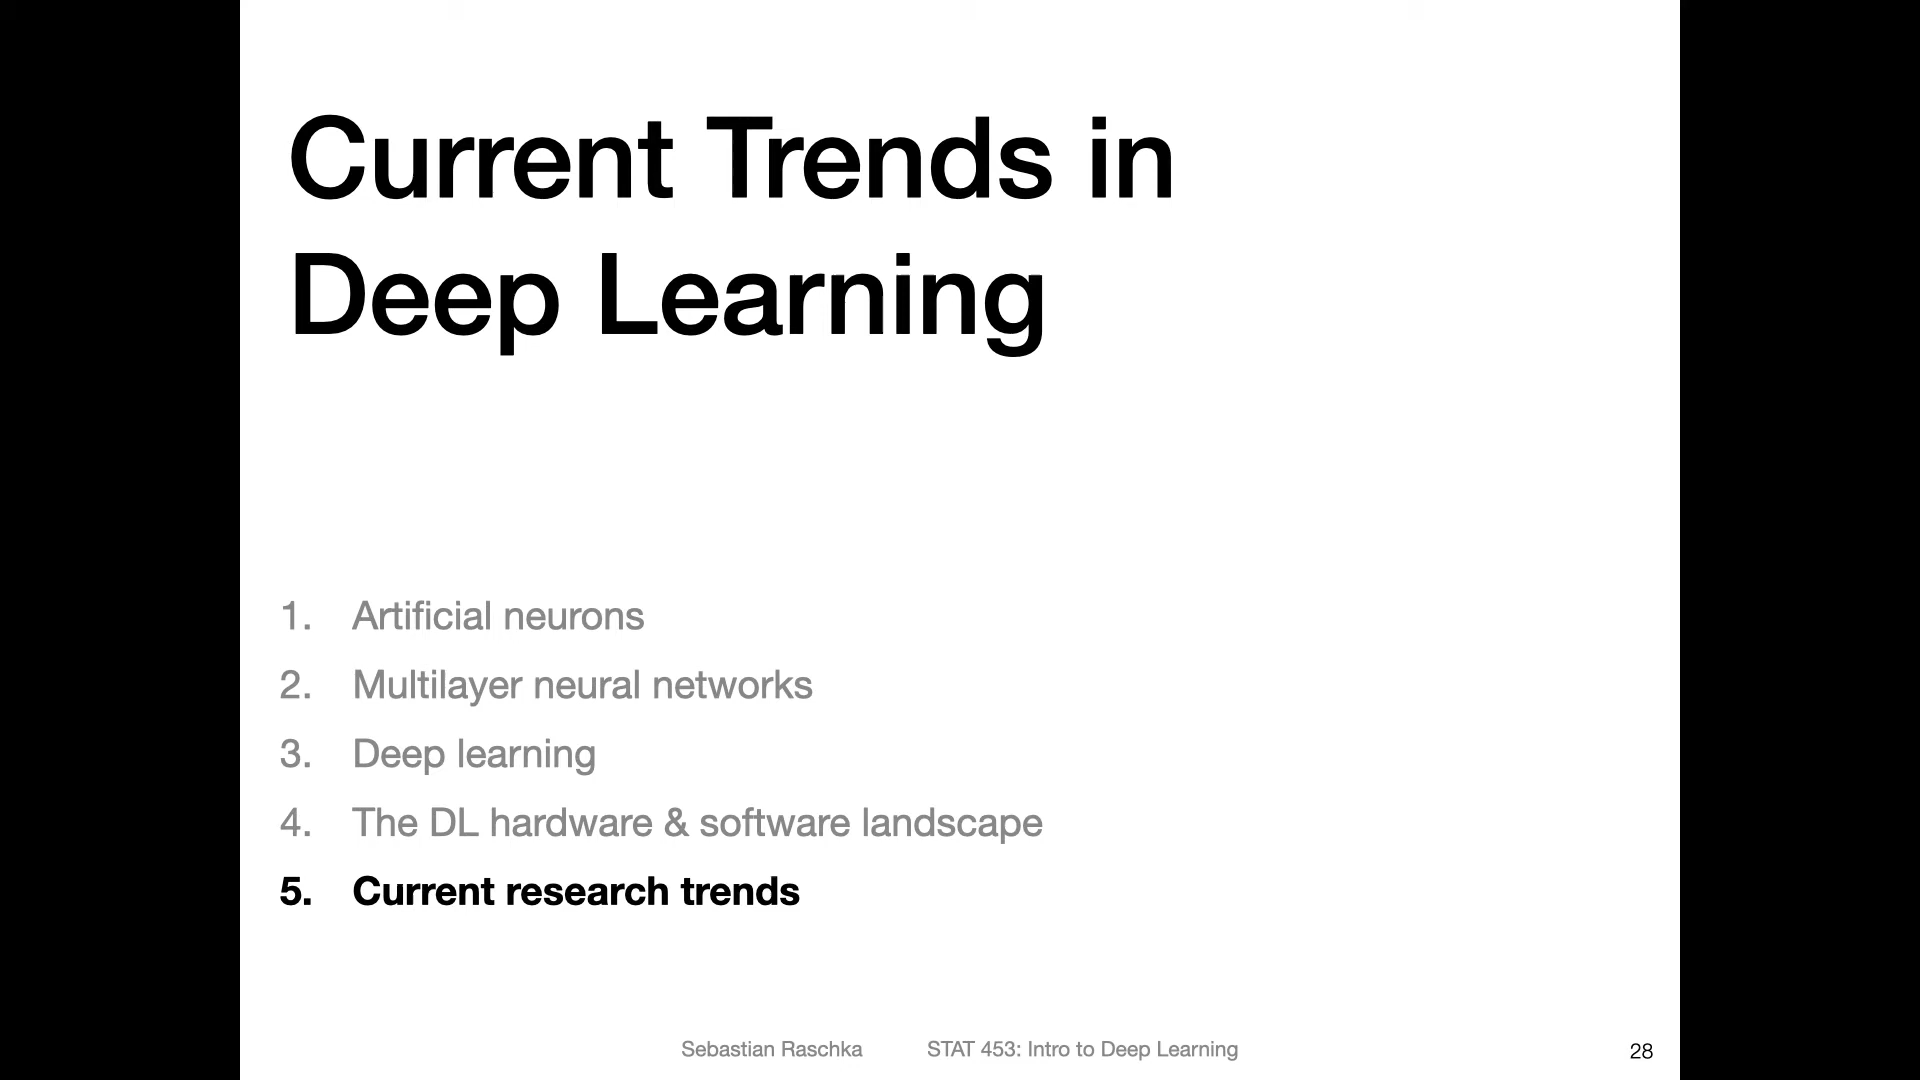 Current Trends in
Deep Learning
1. Artificial neurons
2. Multilayer neural networks
3. Deep learning
4. The DL hardware & software landscape
5. Current research trends
Sebastian Raschka STAT 453: Intro to Deep Learning 28